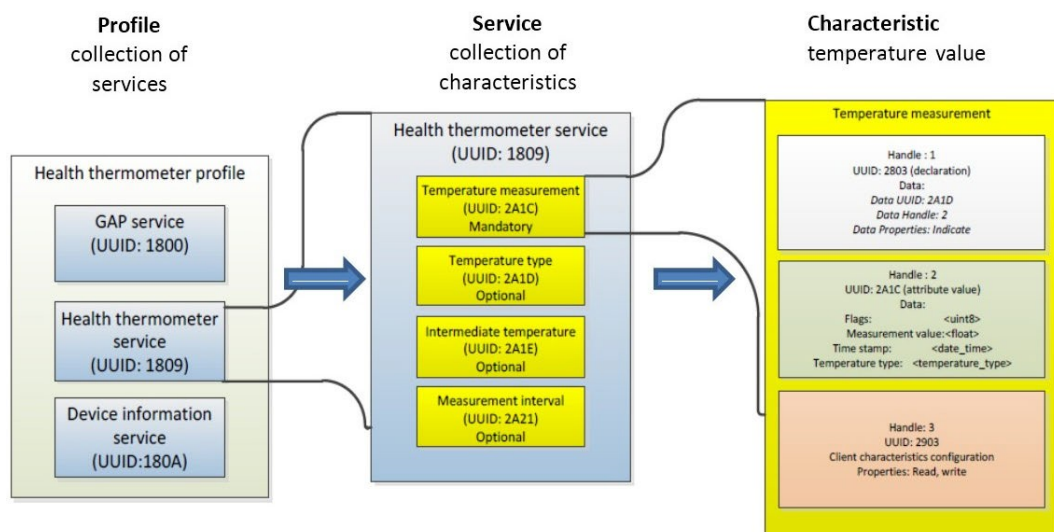 Profile
collection of
services
Service
collection of
characteristics
Characteristic
temperature value
Health thermometer profile
GAP service
(UUID: 1800)
Health thermometer
service
(UUID: 1809)
Device information
service
(UUID:180A)
Health thermometer service
(UUID: 1809)
Temperature measurement
(UUID: 2A1C)
Mandatory
Temperature type
(UUID: 2A1D)
Optional
Intermediate temperature
(UUID: 2A1E)
Optional
Measurement interval
(UUID: 2A21)
Optional
Temperature measurement
Handle : 1
UUID: 2803 (declaration)
Data:
Data UUID: 2A1D
Data Handle: 2
Data Properties: Indicate
Handle : 2
UUID: 2A1C (attribute value)
Data:
Flags: <uint8>
Measurement value:<float>
Time stamp: <date_time>
Temperature type: <temperature_type>
Handle: 3
UUID: 2903
Client characteristics configuration
Properties: Read, write